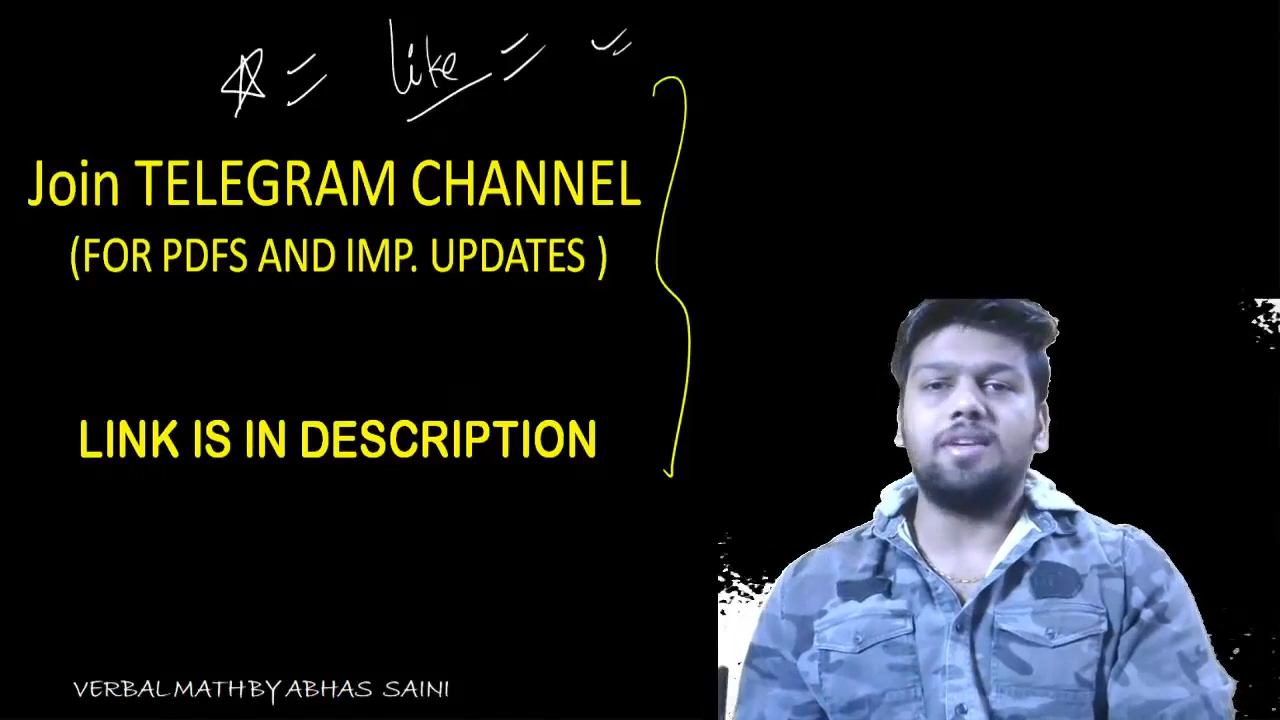 like
Join TELEGRAM CHANNEL
(FOR PDFS AND IMP. UPDATES )
LINK IS IN DESCRIPTION
VERBAL MATH BY ABHAS SAINI